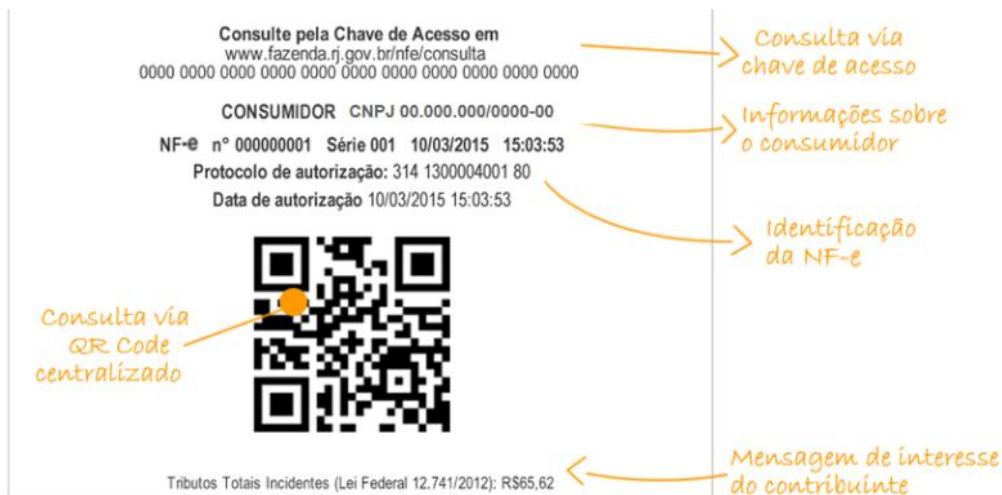 Consulte pela Chave de Acesso em
www.fazenda.rj.gov.br/nfe/consulta
0000 0000 0000 0000 0000 0000 0000 0000 0000 0000 0000
Consulta via
chave de acesso
CONSUMIDOR CNPJ 00.000.000/0000-00
Informações sobre
o consumidor
NF-e n° 000000001 Série 001 10/03/2015 15:03:53
Protocolo de autorização: 314 1300004001 80
Data de autorização 10/03/2015 15:03:53
Identificação
da NF-e
Consulta via
QR Code
centralizado
Tributos Totais Incidentes (Lei Federal 12.741/2012): R$65,62
Mensagem de interesse
do contribuinte